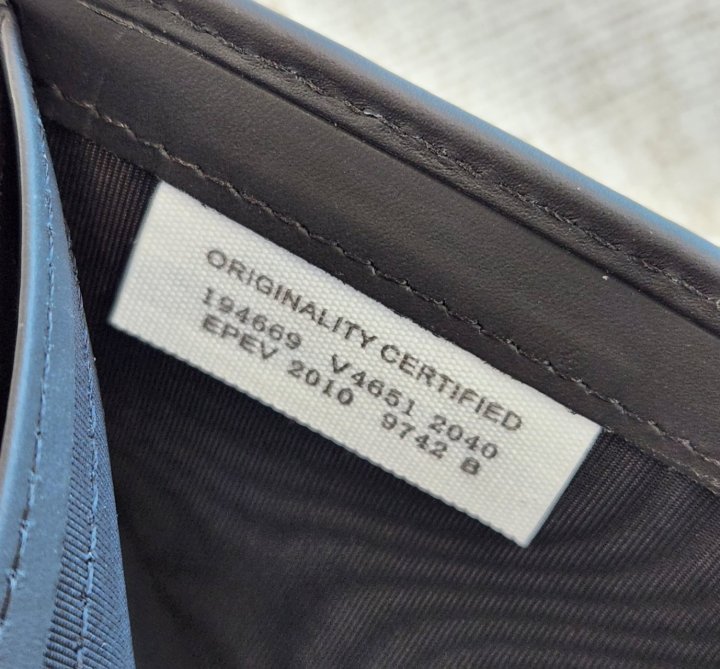 ORIGINALITY CERTIFIED
194669 V4651 2040
EPEV 2010 9742 B